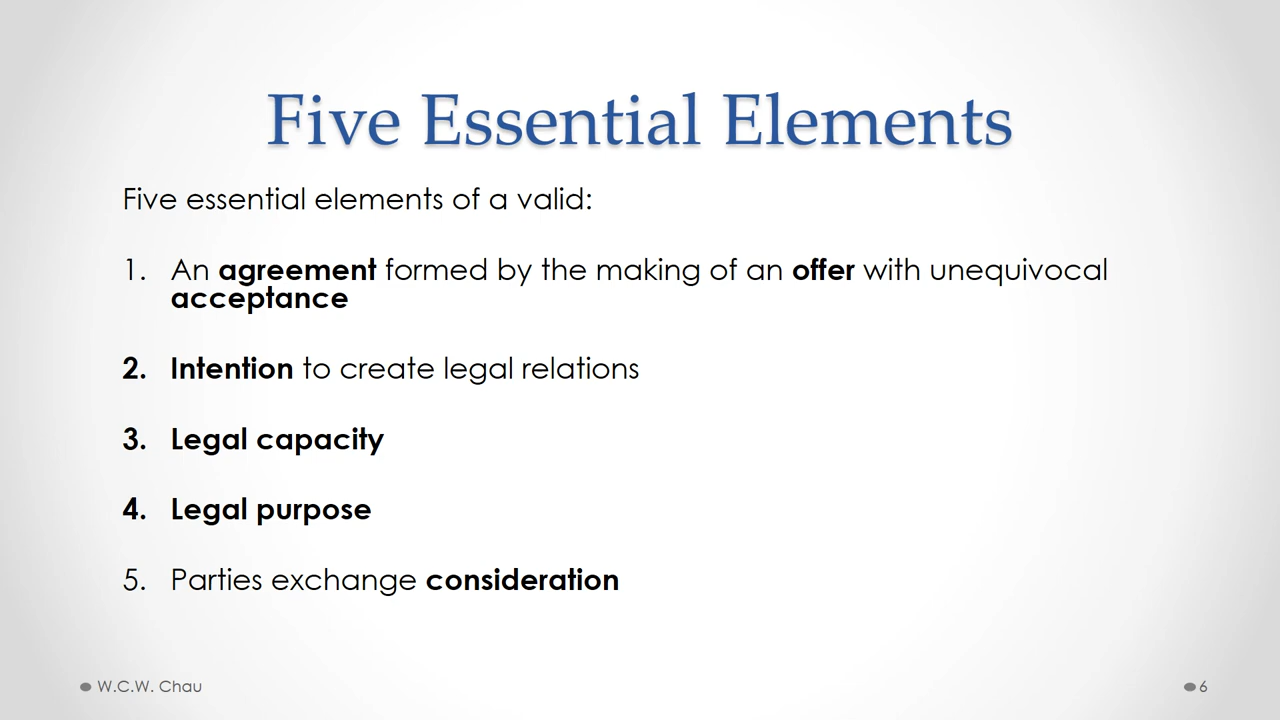 Five Essential Elements
Five essential elements of a valid:
1. An agreement formed by the making of an offer with unequivocal
acceptance
2. Intention to create legal relations
3. Legal capacity
4. Legal purpose
5. Parties exchange consideration
W.C.W. Chau
6